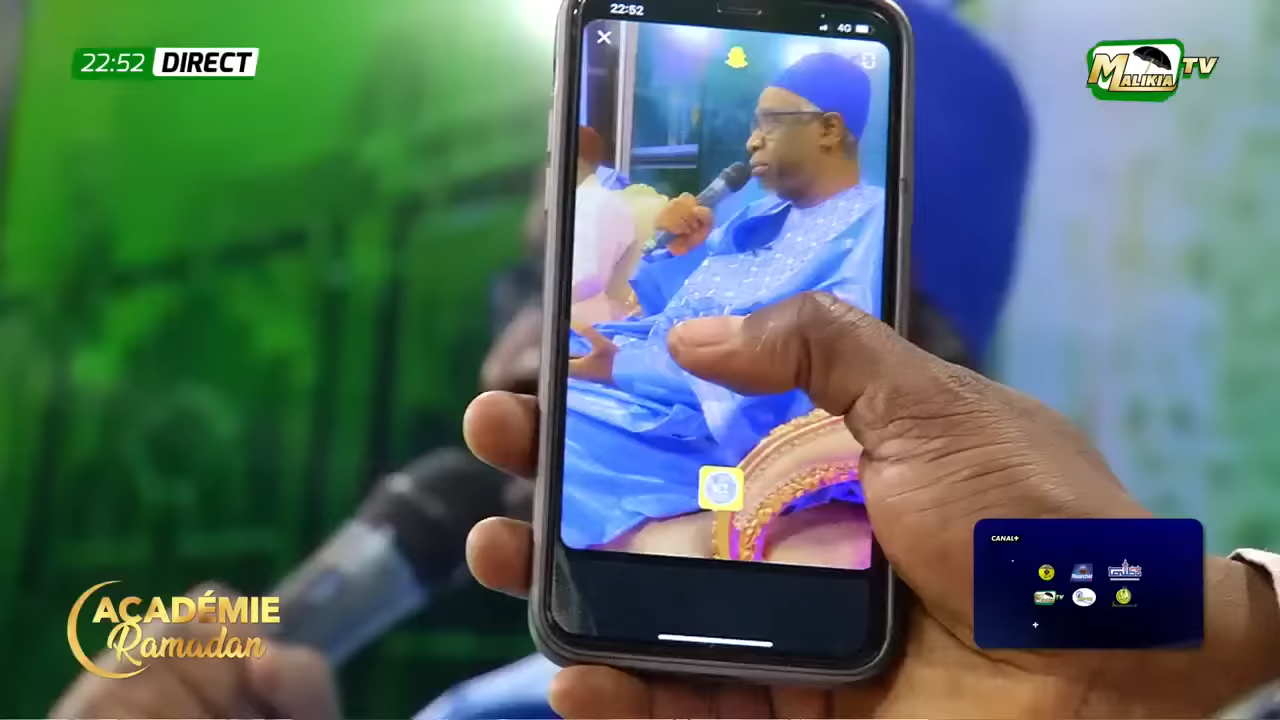 22:52
4G
22:52 DIRECT
MALIKIA TV
CANAL+
ACADÉMIE
Ramadan